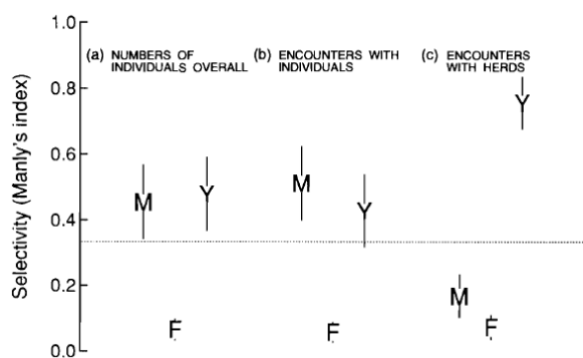 1.0
(a) NUMBERS OF
INDIVIDUALS OVERALL
(b) ENCOUNTERS WITH
INDIVIDUALS
(c) ENCOUNTERS
WITH HERDS
0.8
0.6
0.4
0.2
0.0
Selectivity (Manly's index)
M
Y
F
M
Y
F
M
F
Y